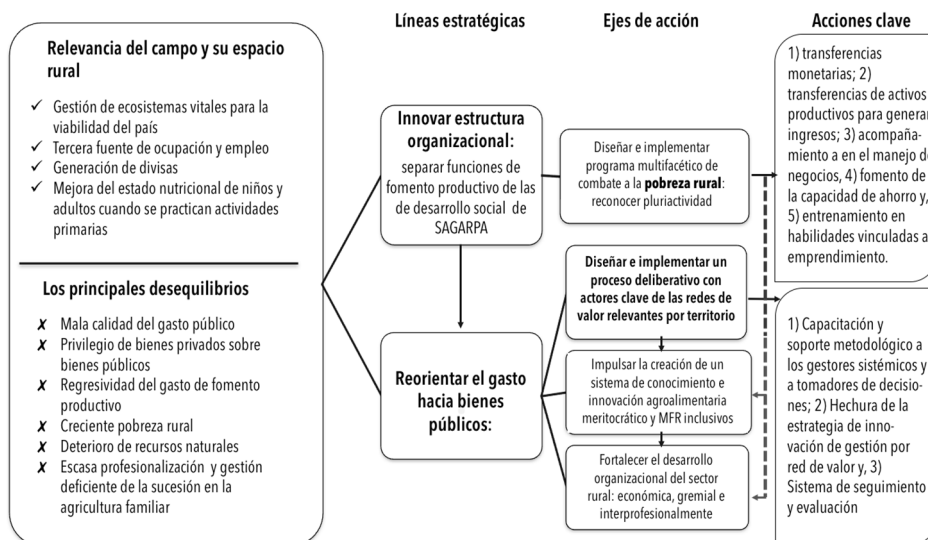 Líneas estratégicas
Ejes de acción
Acciones clave
Relevancia del campo y su espacio
rural
✓ Gestión de ecosistemas vitales para la
viabilidad del país
✓ Tercera fuente de ocupación y empleo
✓ Generación de divisas
✓ Mejora del estado nutricional de niños y
adultos cuando se practican actividades
primarias
Los principales desequilibrios
✗ Mala calidad del gasto público
✗ Privilegio de bienes privados sobre
bienes públicos
✗ Regresividad del gasto de fomento
productivo
✗ Creciente pobreza rural
✗ Deterioro de recursos naturales
✗ Escasa profesionalización y gestión
deficiente de la sucesión en la
agricultura familiar
Innovar estructura
organizacional:
separar funciones de
fomento productivo de las
de desarrollo social de
SAGARPA
Reorientar el gasto
hacia bienes
públicos:
Diseñar e implementar
programa multifacético de
combate a la pobreza rural:
reconocer pluriactividad
Diseñar e implementar un
proceso deliberativo con
actores clave de las redes de
valor relevantes por territorio
Impulsar la creación de un
sistema de conocimiento e
innovación agroalimentaria
meritocrático y MFR inclusivos
Fortalecer el desarrollo
organizacional del sector
rural: económica, gremial e
interprofesionalmente
1) transferencias
monetarias; 2)
transferencias de activos
productivos para generar
ingresos; 3) acompaña-
miento a en el manejo de
negocios, 4) fomento de
la capacidad de ahorro y,
5) entrenamiento en
habilidades vinculadas a
emprendimiento.
1) Capacitación y
soporte metodológico a
los gestores sistémicos y
a tomadores de decisio-
nes; 2) Hechura de la
estrategia de inno-
vación de gestión por
red de valor y, 3)
Sistema de seguimiento
y evaluación